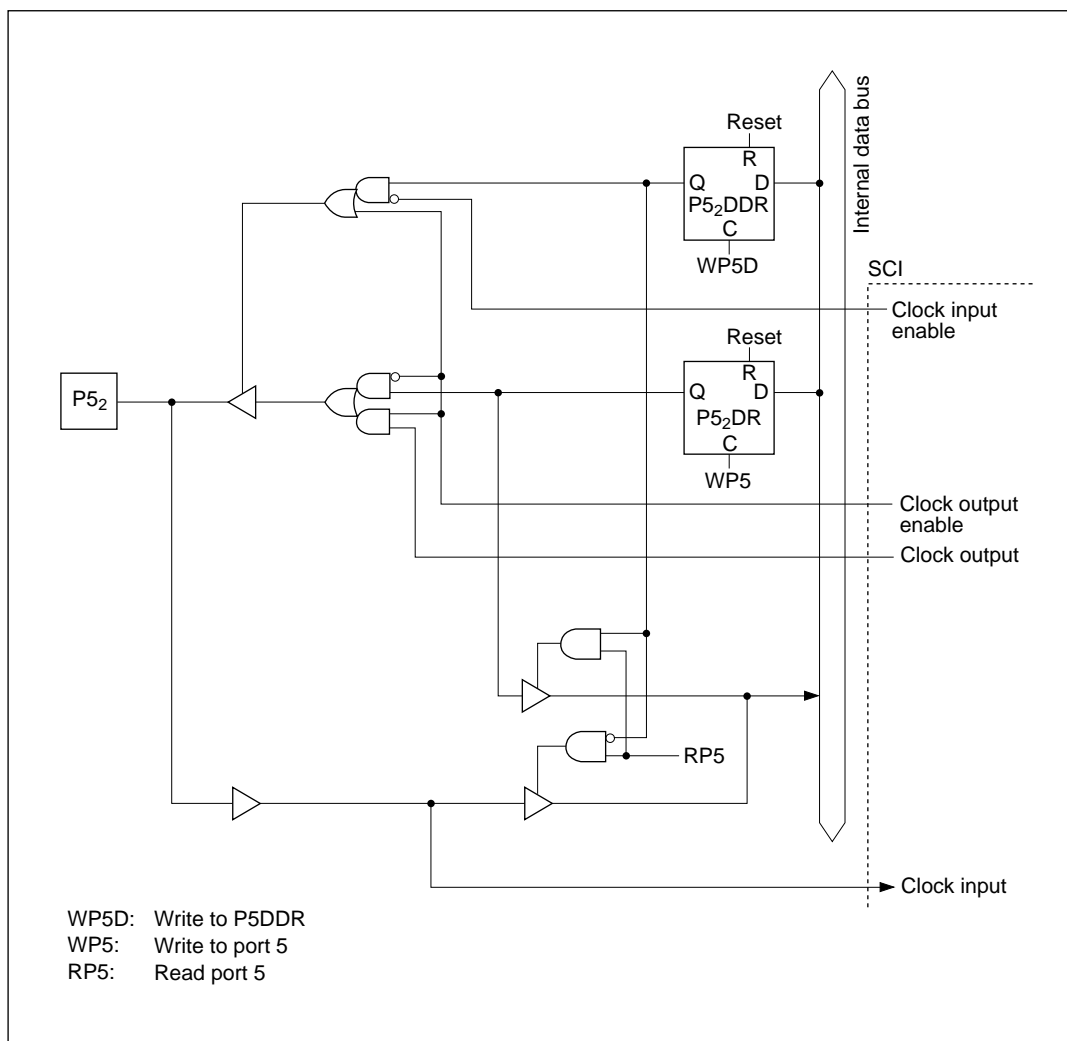 Reset
R
Q D
P5₂DDR
C
WP5D
Internal data bus
SCI
Clock input
enable
Reset
R
Q D
P5₂DR
C
WP5
P5₂
Clock output
enable
Clock output
RP5
Clock input
WP5D: Write to P5DDR
WP5: Write to port 5
RP5: Read port 5